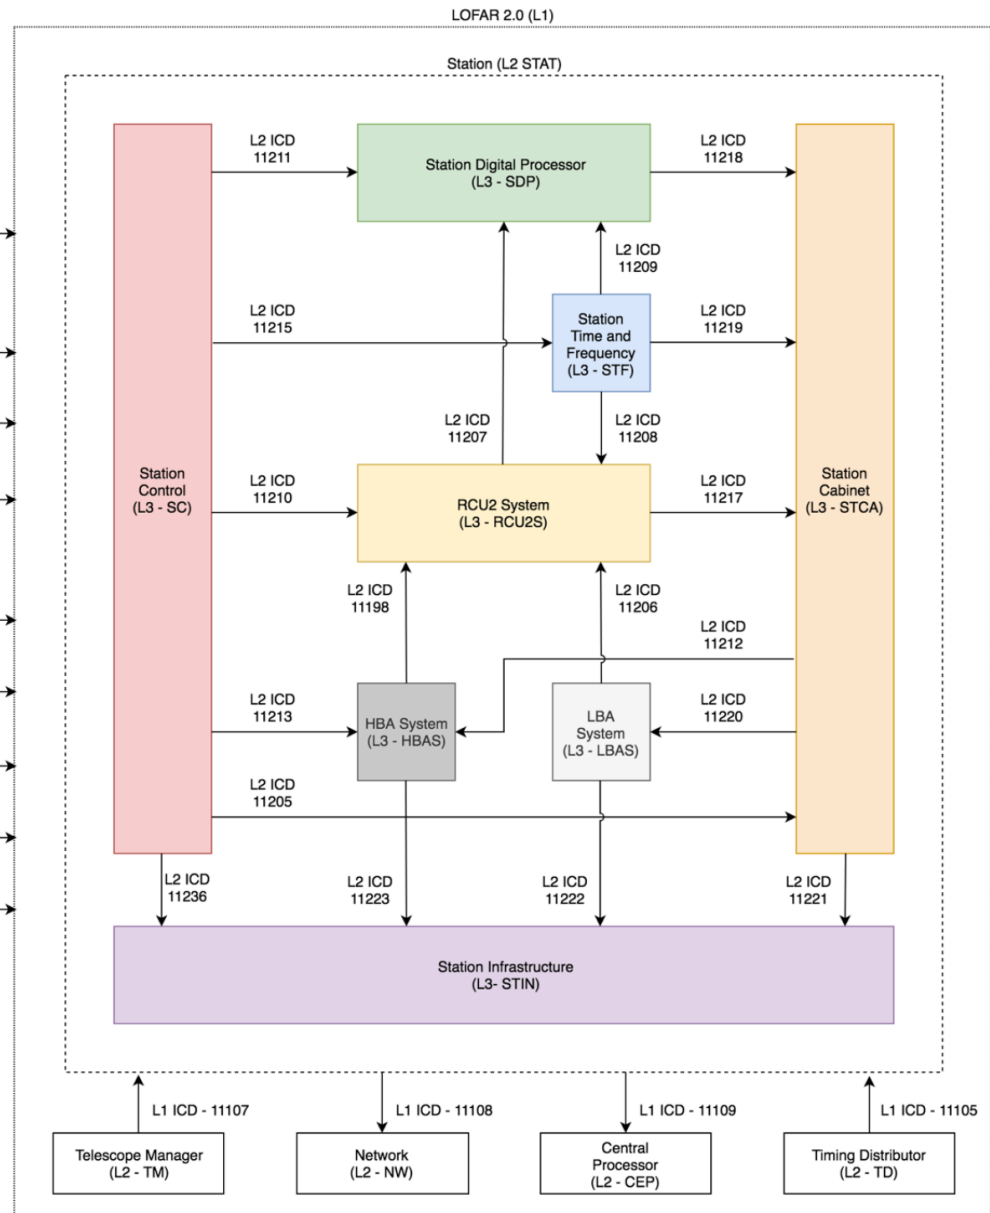 LOFAR 2.0 (L1)
Station (L2 STAT)
L2 ICD
11211
Station Digital Processor
(L3 - SDP)
L2 ICD
11218
L2 ICD
11209
L2 ICD
11215
Station
Time and
Frequency
(L3 - STF)
L2 ICD
11219
L2 ICD
11207
L2 ICD
11208
Station
Control
(L3 - SC)
L2 ICD
11210
RCU2 System
(L3 - RCU2S)
L2 ICD
11217
Station
Cabinet
(L3 - STCA)
L2 ICD
11198
L2 ICD
11206
L2 ICD
11212
L2 ICD
11213
HBA System
(L3 - HBAS)
LBA
System
(L3 - LBAS)
L2 ICD
11220
L2 ICD
11205
L2 ICD
11236
L2 ICD
11223
L2 ICD
11222
L2 ICD
11221
Station Infrastructure
(L3- STIN)
L1 ICD - 11107
L1 ICD - 11108
L1 ICD - 11109
L1 ICD - 11105
Telescope Manager
(L2 - TM)
Network
(L2 - NW)
Central
Processor
(L2 - CEP)
Timing Distributor
(L2 - TD)